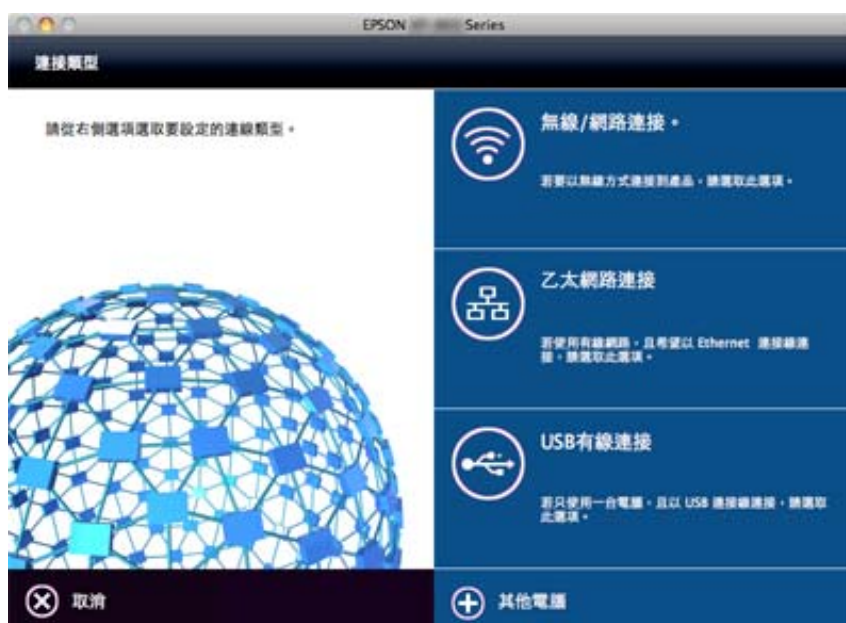 EPSON Series
連接類型
請從右側選項選取要設定的連線類型。
無線/網路連接。
若要以無線方式連接到產品，請選取此選項。
乙太網路連接
若使用有線網路，且希望以 Ethernet 連接線連
接，請選取此選項。
USB有線連接
若只使用一台電腦，且以 USB 連接線連接，請選取
此選項。
取消
其他電腦